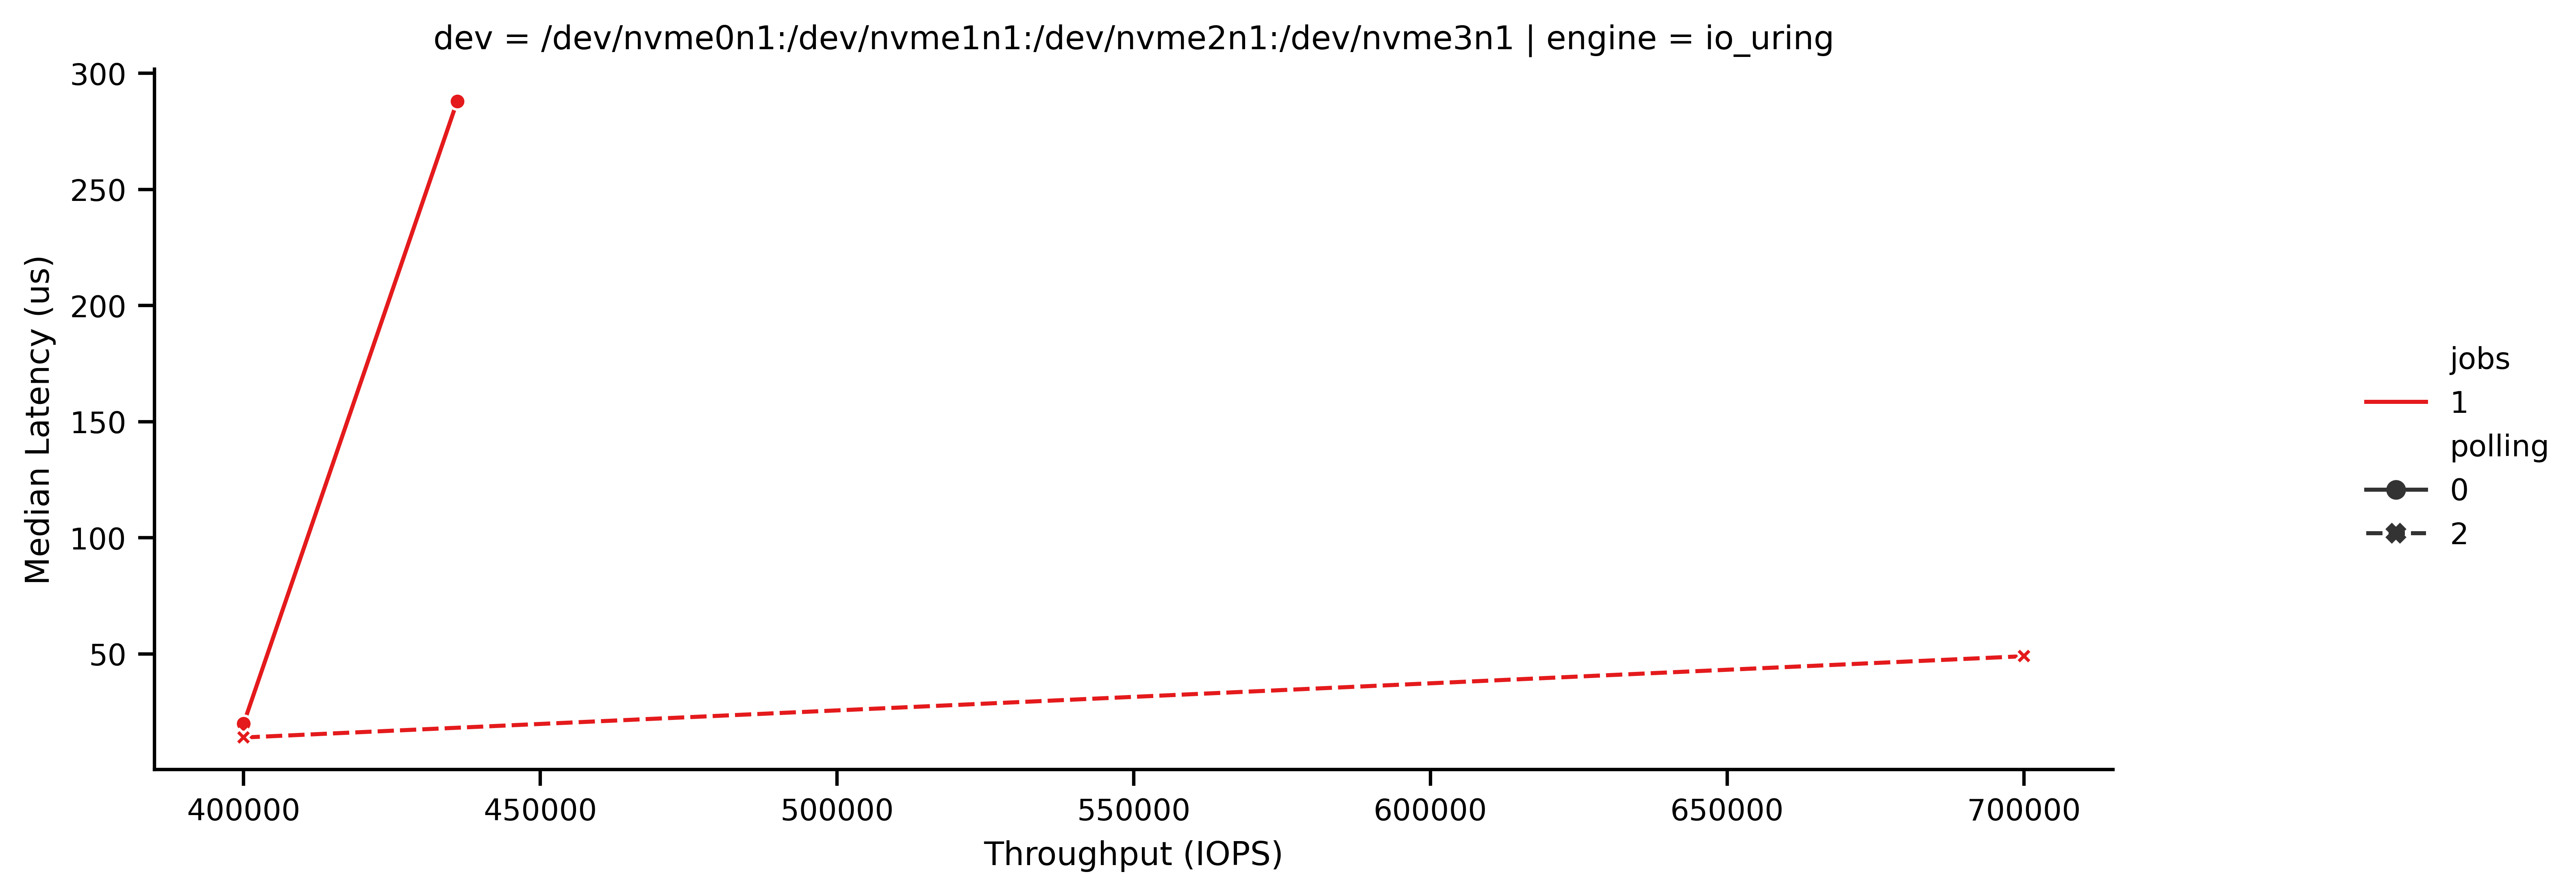 dev = /dev/nvme0n1:/dev/nvme1n1:/dev/nvme2n1:/dev/nvme3n1 | engine = io_uring
300
250
200
150
100
50
Median Latency (us)
400000 450000 500000 550000 600000 650000 700000
Throughput (IOPS)
jobs
1
polling
0
2